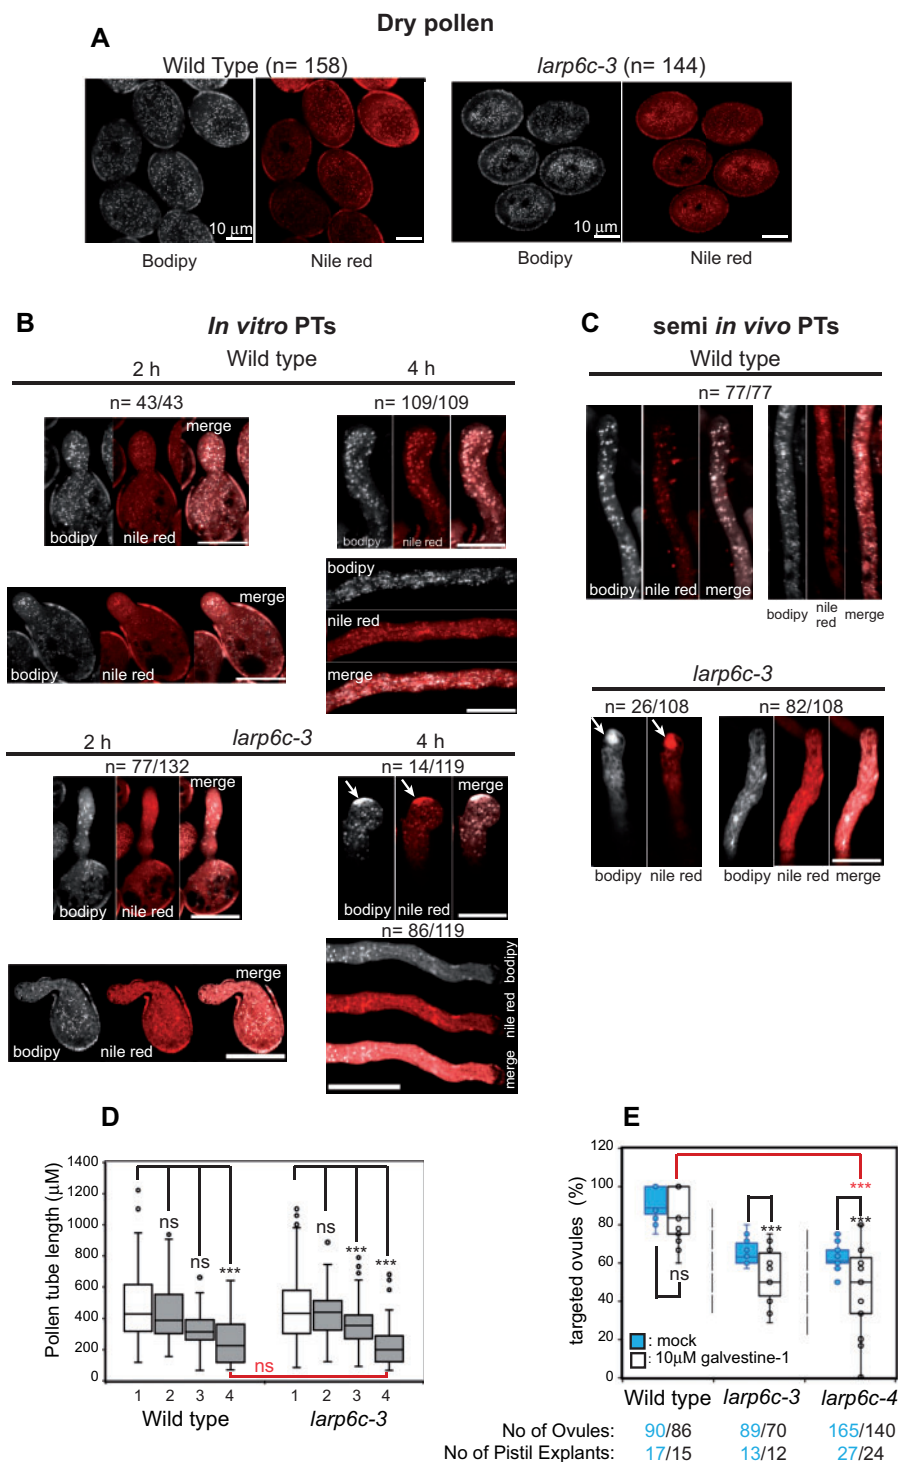 Dry pollen
A
Wild Type (n= 158)
larp6c-3 (n= 144)
10 µm
10 µm
Bodipy
Nile red
Bodipy
Nile red
B
In vitro PTs
Wild type
2 h
4 h
n= 43/43
n= 109/109
merge
bodipy
nile red
bodipy
nile red
merge
bodipy
nile red
bodipy
nile red
merge
larp6c-3
2 h
4 h
n= 77/132
n= 14/119
merge
merge
bodipy
nile red
bodipy
nile red
n= 86/119
merge
bodipy
nile red
bodipy
nile red
merge
C
semi in vivo PTs
Wild type
n= 77/77
bodipy
nile red
merge
bodipy
nile
red
merge
larp6c-3
n= 26/108
n= 82/108
bodipy
nile red
bodipy
nile red
merge
D
Pollen tube length (µM)
1400
1200
1000
800
600
400
200
0
ns
ns
***
ns
***
***
ns
1 2 3 4
1 2 3 4
Wild type
larp6c-3
E
targeted ovules (%)
120
100
80
60
40
20
0
ns
***
***
***
: mock
: 10µM galvestine-1
Wild type
larp6c-3
larp6c-4
No of Ovules: 90/86 89/70 165/140
No of Pistil Explants: 17/15 13/12 27/24